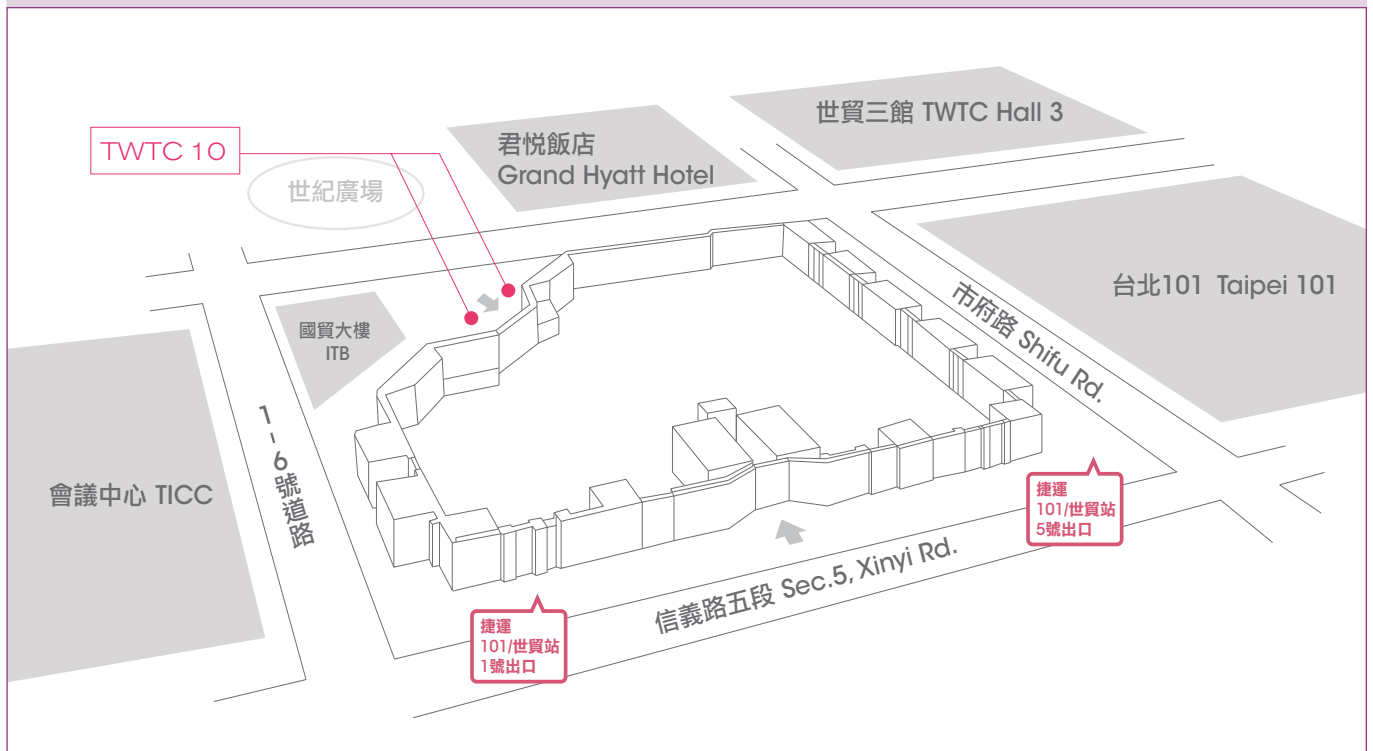 世貿三館 TWTC Hall 3
君悦飯店
Grand Hyatt Hotel
TWTC 10
世紀廣場
台北101 Taipei 101
市府路 Shifu Rd.
國貿大樓
ITB
1-6號道路
會議中心 TICC
捷運
101/世貿站
5號出口
信義路五段 Sec.5, Xinyi Rd.
捷運
101/世貿站
1號出口